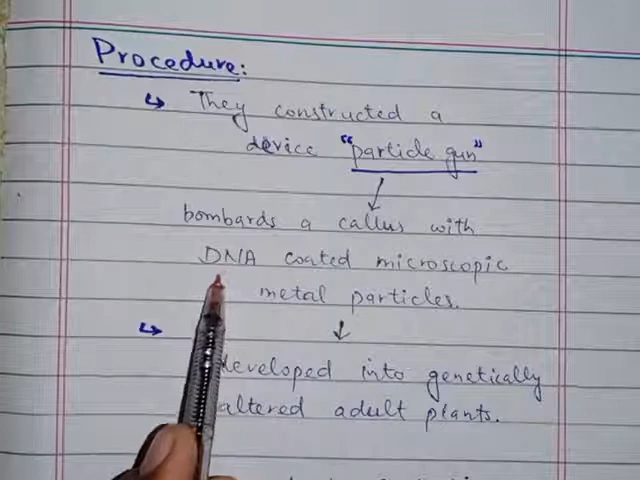 Procedure:
↳ They constructed a
device "particle gun"
↓
bombards a callus with
DNA coated microscopic
metal particles.
↳ ↓
developed into genetically
altered adult plants.